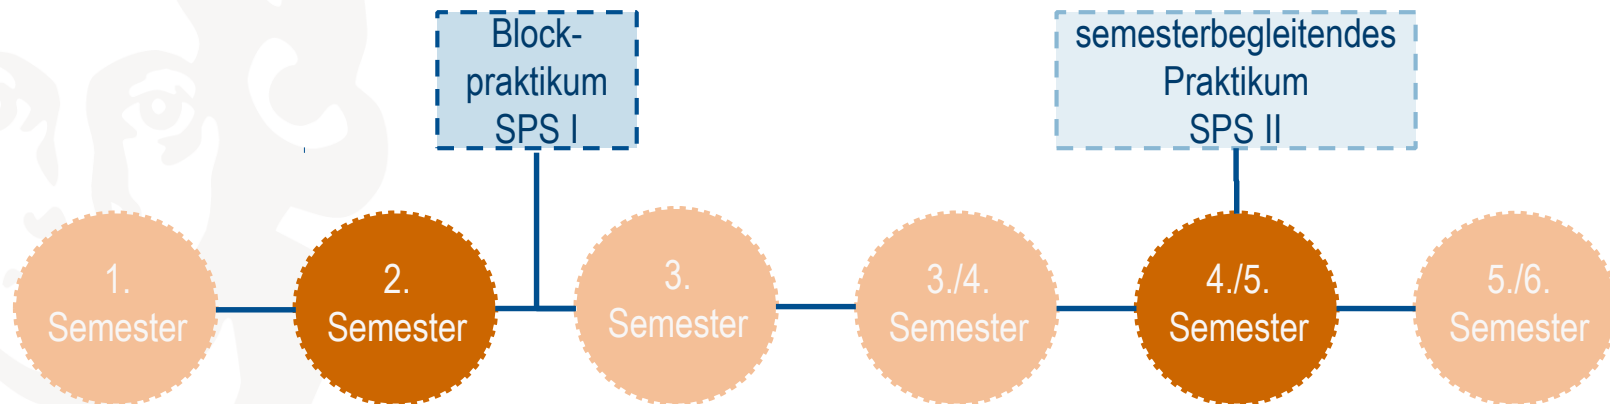 Block-
praktikum
SPS I
semesterbegleitendes
Praktikum
SPS II
1.
Semester
2.
Semester
3.
Semester
3./4.
Semester
4./5.
Semester
5./6.
Semester